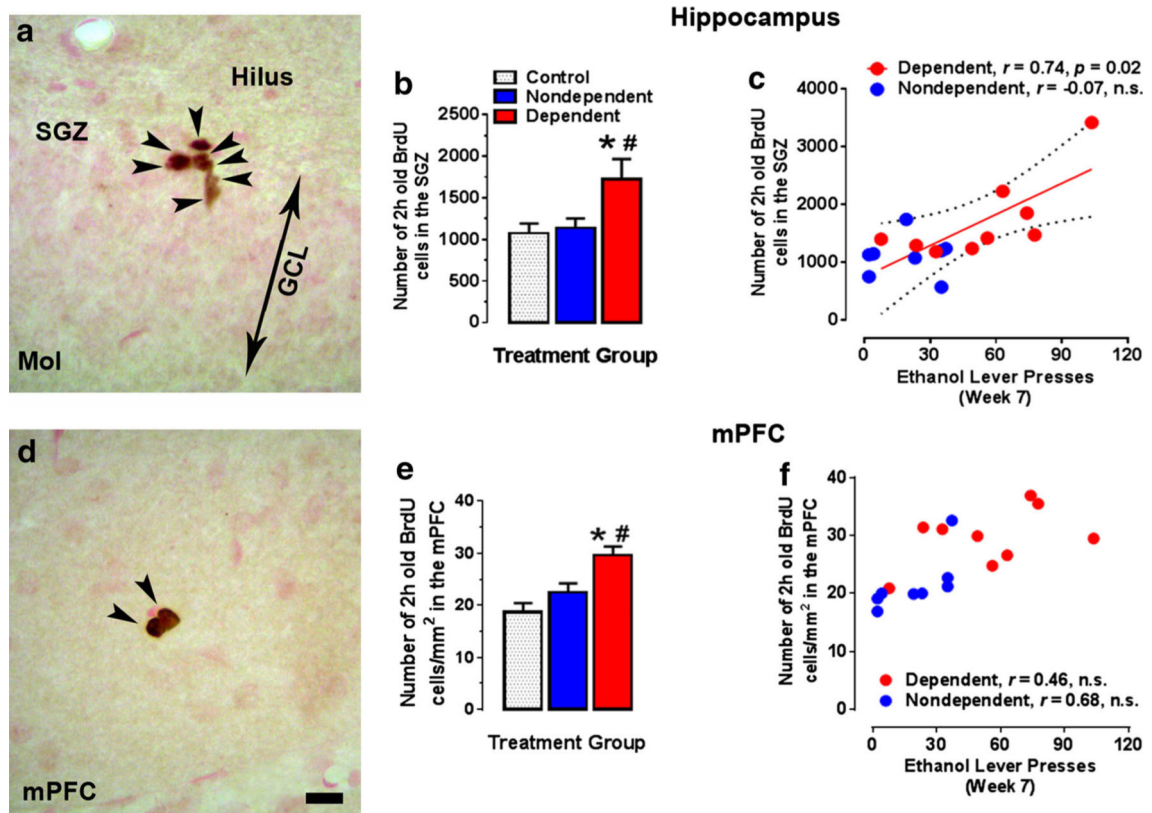 Hippocampus
a
Hilus
SGZ
GCL
Mol
b
Control
Nondependent
Dependent
Number of 2h old BrdU
cells in the SGZ
2500
2000
1500
1000
500
0
* #
Treatment Group
c
Dependent, r = 0.74, p = 0.02
Nondependent, r = -0.07, n.s.
Number of 2h old BrdU
cells in the SGZ
4000
3000
2000
1000
0
0 30 60 90 120
Ethanol Lever Presses
(Week 7)
mPFC
d
mPFC
e
Number of 2h old BrdU
cells/mm² in the mPFC
40
30
20
10
0
* #
Treatment Group
f
Number of 2h old BrdU
cells/mm² in the mPFC
40
30
20
10
0
Dependent, r = 0.46, n.s.
Nondependent, r = 0.68, n.s.
0 30 60 90 120
Ethanol Lever Presses
(Week 7)